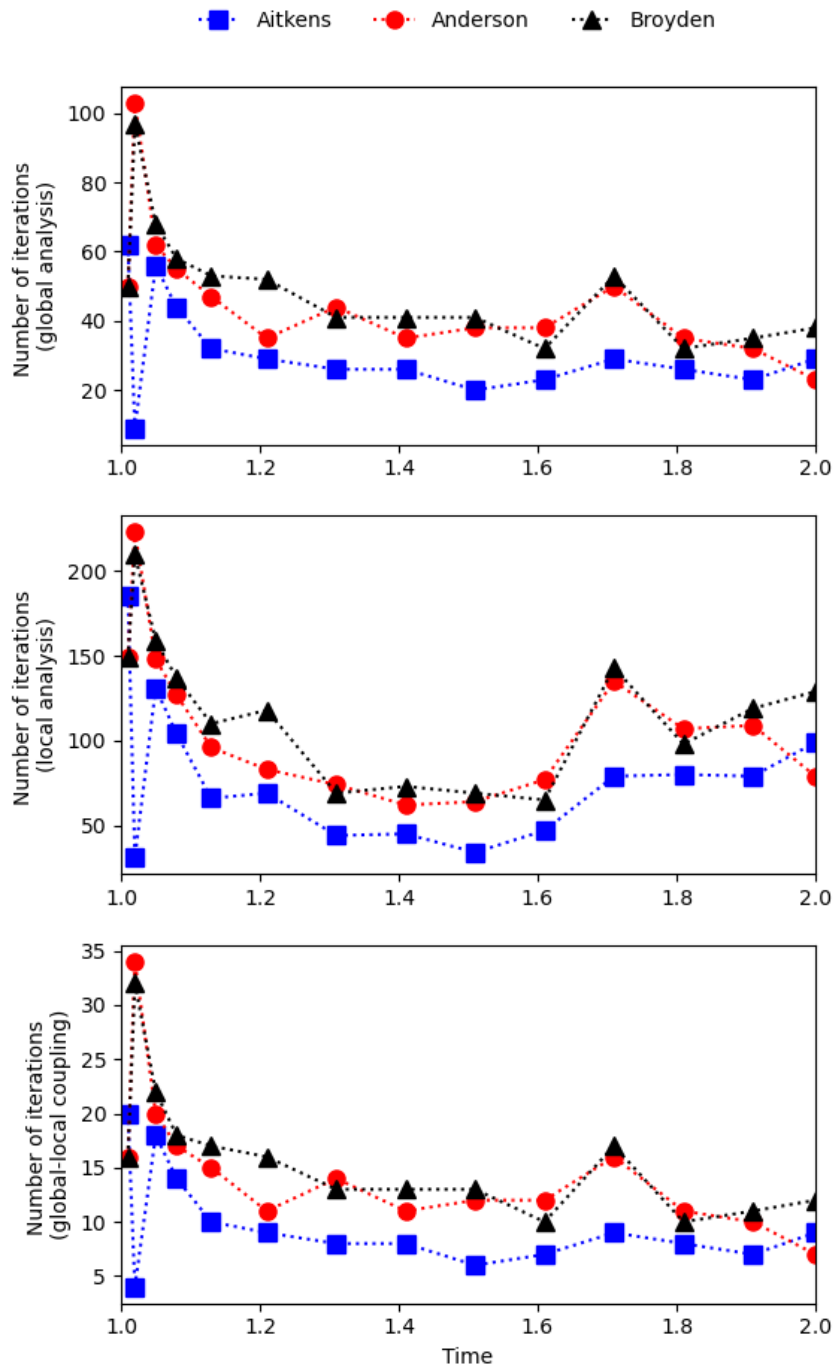 Aitkens Anderson Broyden
Number of iterations
(global analysis)
100
80
60
40
20
1.0 1.2 1.4 1.6 1.8 2.0
Number of iterations
(local analysis)
200
150
100
50
1.0 1.2 1.4 1.6 1.8 2.0
Number of iterations
(global-local coupling)
35
30
25
20
15
10
5
1.0 1.2 1.4 1.6 1.8 2.0
Time